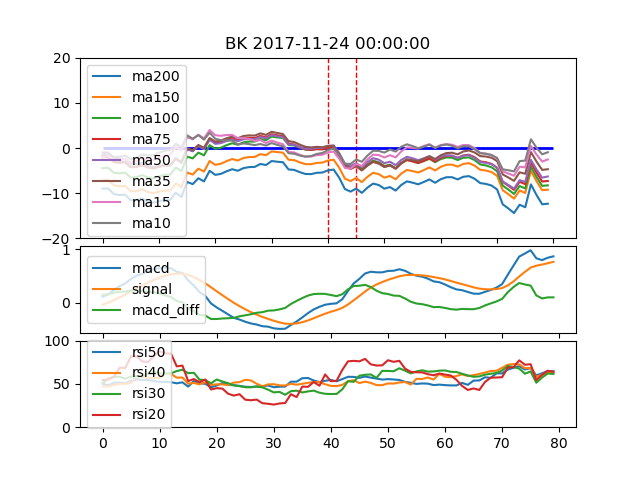 BK 2017-11-24 00:00:00
20
10
0
−10
−20
ma200
ma150
ma100
ma75
ma50
ma35
ma15
ma10
1
0
macd
signal
macd_diff
100
50
0
rsi50
rsi40
rsi30
rsi20
0 10 20 30 40 50 60 70 80